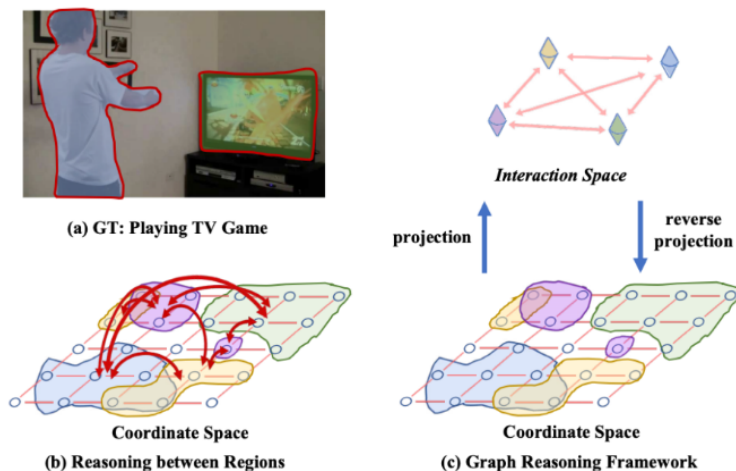 (a) GT: Playing TV Game
Coordinate Space
(b) Reasoning between Regions
Interaction Space
projection
reverse
projection
Coordinate Space
(c) Graph Reasoning Framework